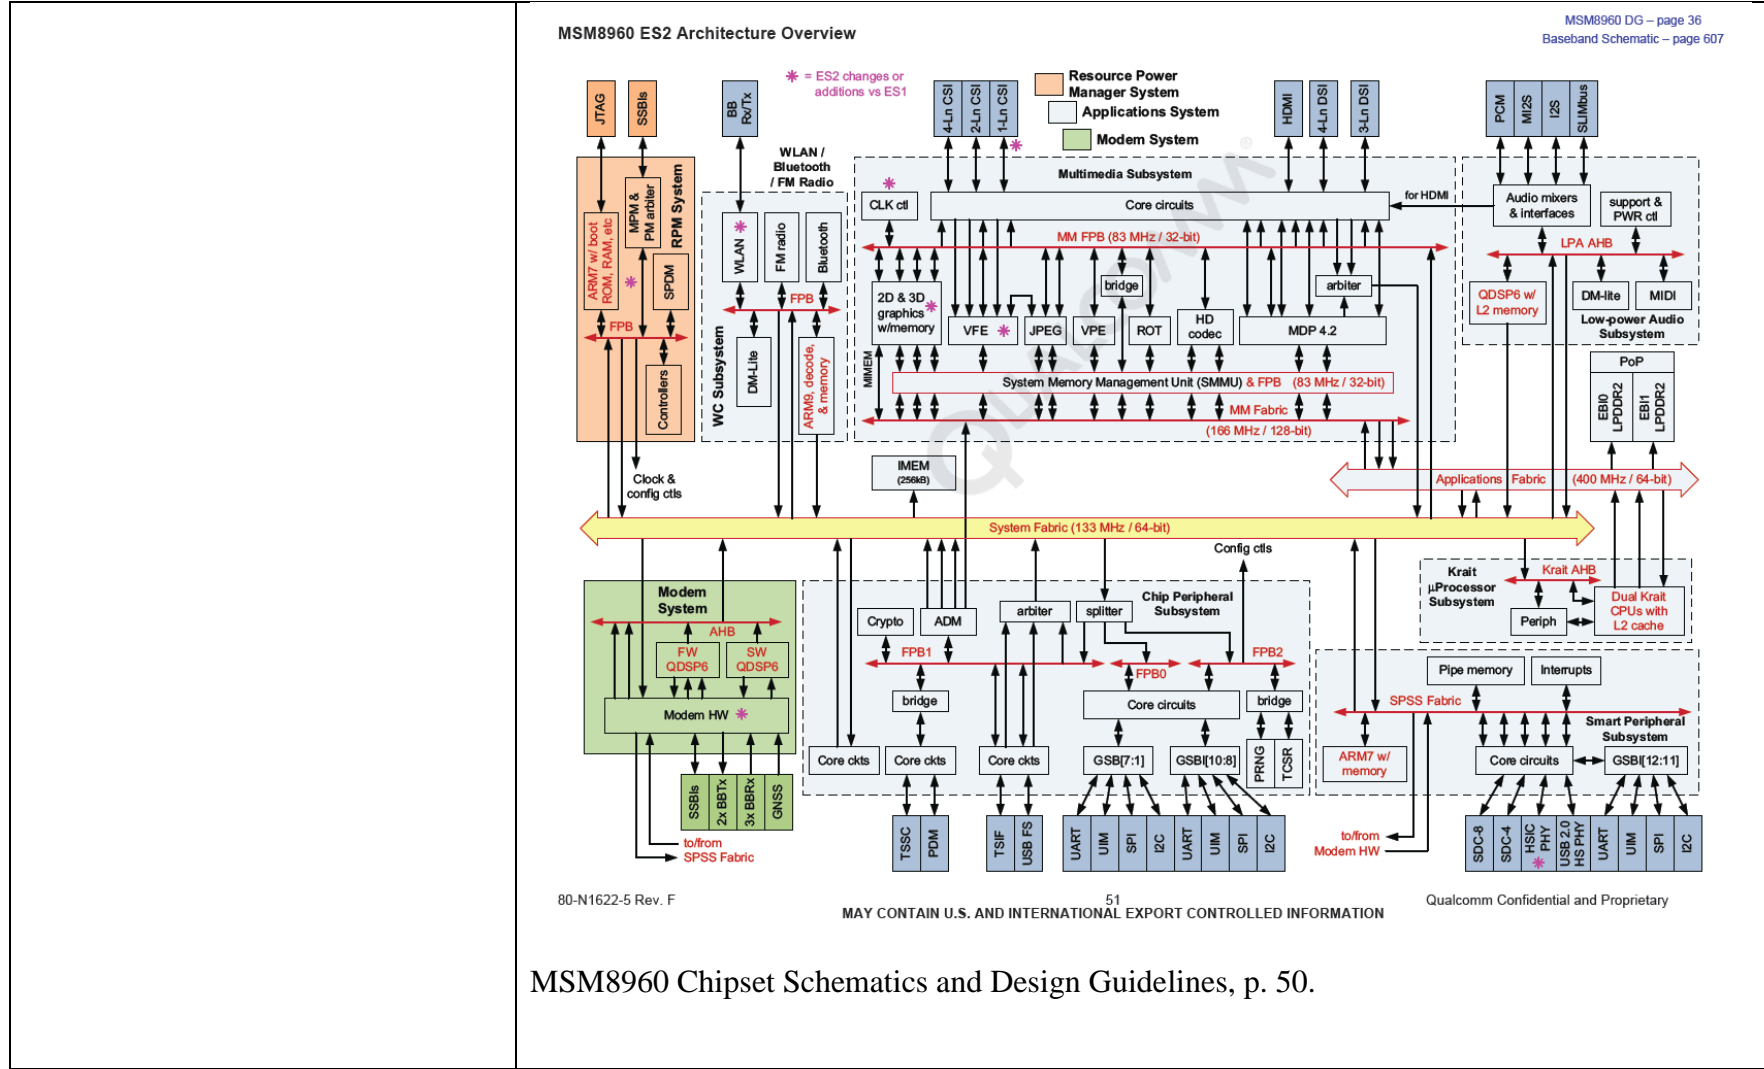 MSM8960 ES2 Architecture Overview
MSM8960 DG – page 36
Baseband Schematic – page 607
✳ = ES2 changes or
additions vs ES1
Resource Power
Manager System
Applications System
Modem System
JTAG
SSBIs
BB
Rx/Tx
4-Ln CSI
2-Ln CSI
1-Ln CSI
✳
HDMI
4-Ln DSI
3-Ln DSI
PCM
MI2S
I2S
SLIMbus
RPM System
MPM &
PM arbiter
ARM7 w/ boot
ROM, RAM, etc
✳
SPDM
FPB
Controllers
Clock &
config ctls
WLAN /
Bluetooth
/ FM Radio
WLAN ✳
FM radio
Bluetooth
FPB
WC Subsystem
DM-Lite
ARM9, decode,
& memory
Multimedia Subsystem
✳
CLK ctl
Core circuits
for HDMI
MM FPB (83 MHz / 32-bit)
2D & 3D
graphics ✳
w/memory
bridge
arbiter
VFE ✳
JPEG
VPE
ROT
HD
codec
MDP 4.2
MIMEM
System Memory Management Unit (SMMU) & FPB (83 MHz / 32-bit)
MM Fabric
(166 MHz / 128-bit)
QUALCOMM®
Audio mixers
& interfaces
support &
PWR ctl
LPA AHB
QDSP6 w/
L2 memory
DM-lite
MIDI
Low-power Audio
Subsystem
PoP
EBI0
LPDDR2
EBI1
LPDDR2
IMEM
(256kB)
Applications Fabric (400 MHz / 64-bit)
System Fabric (133 MHz / 64-bit)
Config ctls
Modem
System
AHB
FW
QDSP6
SW
QDSP6
Modem HW ✳
SSBIs
2x BBTx
3x BBRx
GNSS
to/from
SPSS Fabric
Chip Peripheral
Subsystem
Crypto
ADM
arbiter
splitter
FPB1
FPB0
FPB2
bridge
Core circuits
bridge
Core ckts
Core ckts
Core ckts
GSB[7:1]
GSBI[10:8]
PRNG
TCSR
TSSC
PDM
TSIF
USB FS
UART
UIM
SPI
I2C
UART
UIM
SPI
I2C
Krait
µProcessor
Subsystem
Krait AHB
Periph
Dual Krait
CPUs with
L2 cache
Pipe memory
Interrupts
SPSS Fabric
Smart Peripheral
Subsystem
ARM7 w/
memory
Core circuits
GSBI[12:11]
to/from
Modem HW
SDC-8
SDC-4
HSIC
PHY
✳
USB 2.0
HS PHY
UART
UIM
SPI
I2C
80-N1622-5 Rev. F
51
Qualcomm Confidential and Proprietary
MAY CONTAIN U.S. AND INTERNATIONAL EXPORT CONTROLLED INFORMATION
MSM8960 Chipset Schematics and Design Guidelines, p. 50.